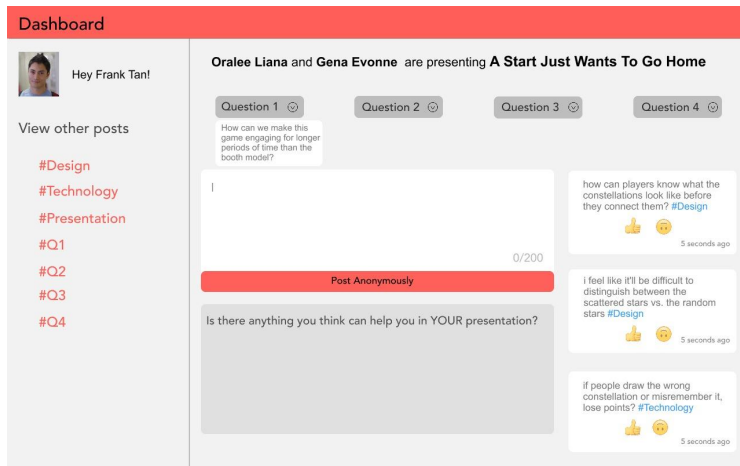 Dashboard
Hey Frank Tan!
View other posts
#Design
#Technology
#Presentation
#Q1
#Q2
#Q3
#Q4
Oralee Liana and Gena Evonne are presenting A Start Just Wants To Go Home
Question 1
Question 2
Question 3
Question 4
How can we make this
game engaging for longer
periods of time than the
booth model?
0/200
Post Anonymously
Is there anything you think can help you in YOUR presentation?
how can players know what the
constellations look like before
they connect them? #Design
5 seconds ago
i feel like it'll be difficult to
distinguish between the
scattered stars vs. the random
stars #Design
5 seconds ago
if people draw the wrong
constellation or misremember it,
lose points? #Technology
5 seconds ago